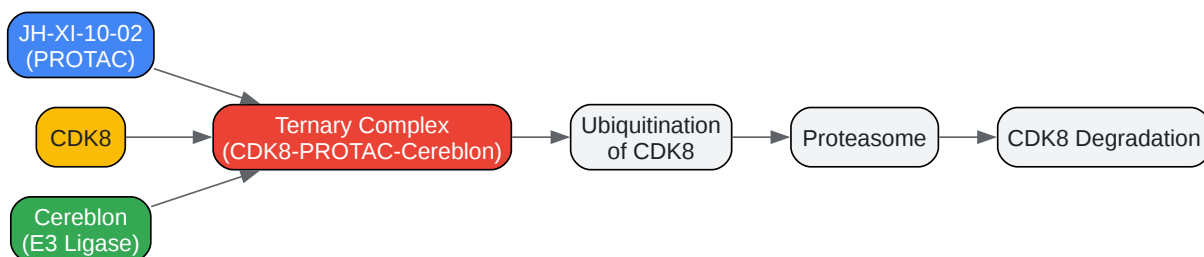 JH-XI-10-02
(PROTAC)
CDK8
Cereblon
(E3 Ligase)
Ternary Complex
(CDK8-PROTAC-Cereblon)
Ubiquitination
of CDK8
Proteasome
CDK8 Degradation